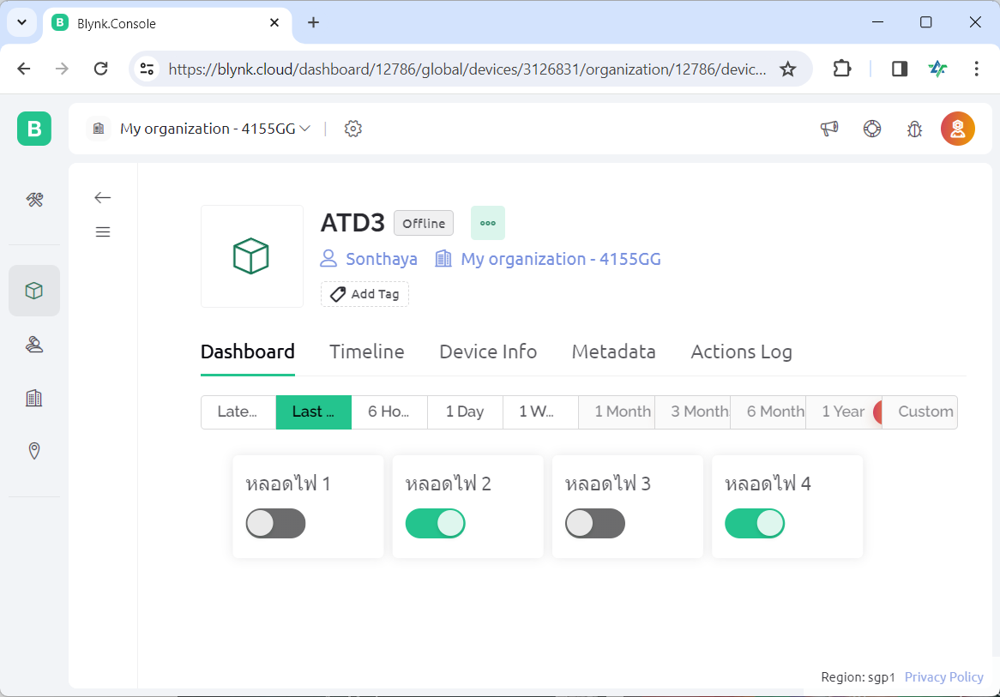 B Blynk.Console
https://blynk.cloud/dashboard/12786/global/devices/3126831/organization/12786/devic...
B
My organization - 4155GG
ATD3 Offline
Sonthaya My organization - 4155GG
Add Tag
Dashboard Timeline Device Info Metadata Actions Log
Late... Last ... 6 Ho... 1 Day 1 W... 1 Month 3 Month 6 Month 1 Year Custom
หลอดไฟ 1 หลอดไฟ 2 หลอดไฟ 3 หลอดไฟ 4
Region: sgp1 Privacy Policy